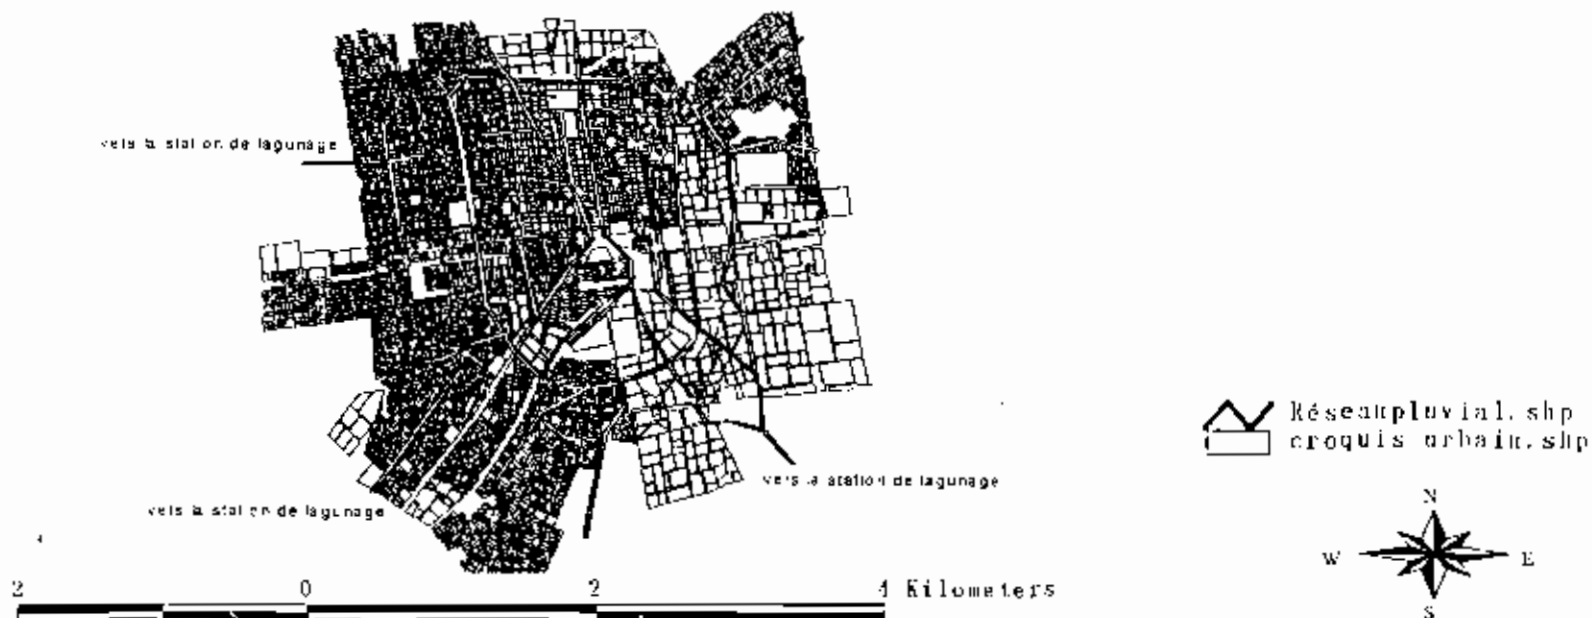 vers la station de lagunage
Réseaupluvial.shp
croquis urbain.shp
vers la station de lagunage
vers la station de lagunage
N
W E
S
2 0 2 4 Kilometers